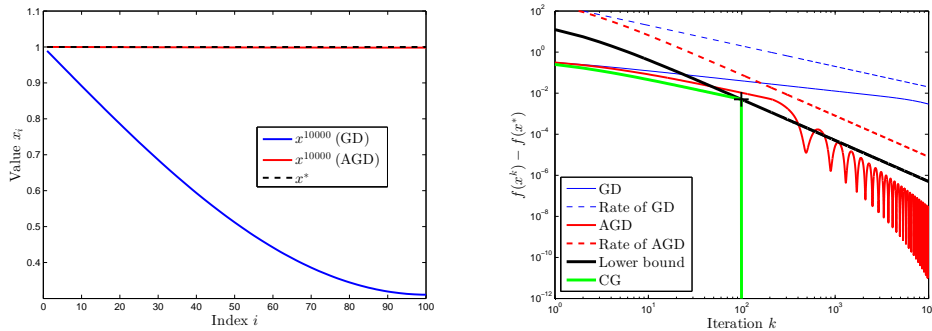 1.1
1
0.9
0.8
0.7
0.6
0.5
0.4
0 10 20 30 40 50 60 70 80 90 100
Index i
Value x_i
x^10000 (GD)
x^10000 (AGD)
x*
10^2
10^0
10^-2
10^-4
10^-6
10^-8
10^-10
10^-12
10^0 10^1 10^2 10^3 10
Iteration k
f(x^k) − f(x*)
GD
Rate of GD
AGD
Rate of AGD
Lower bound
CG